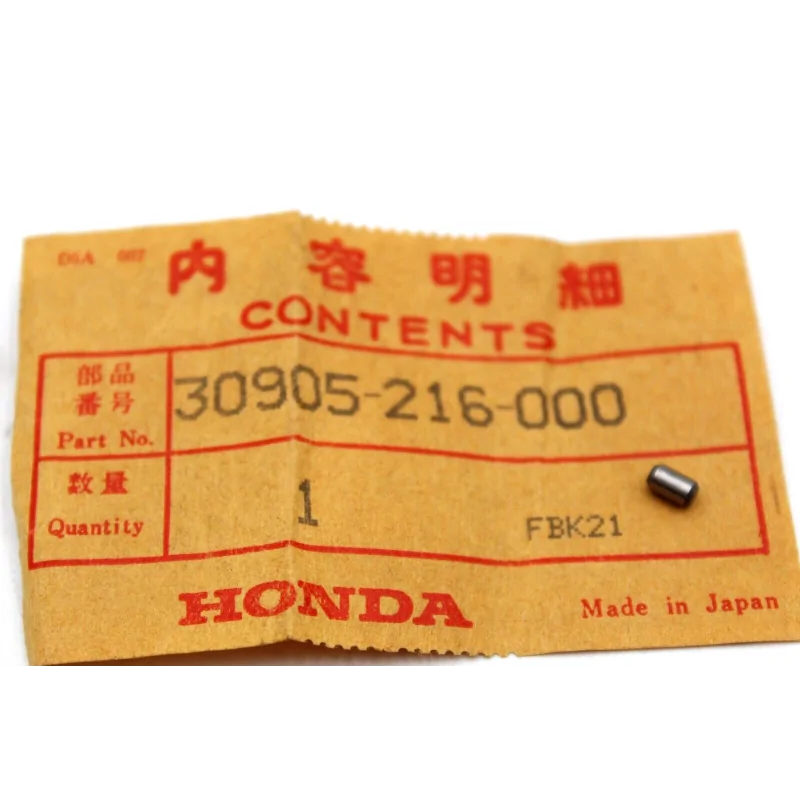 D6A 007
内容明細
CONTENTS
部品
番号
Part No.
30905-216-000
数量
Quantity
1
FBK21
HONDA
Made in Japan